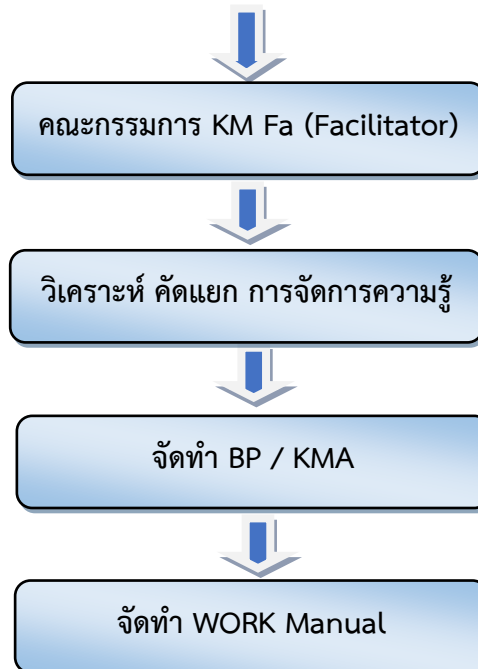 คณะกรรมการ KM Fa (Facilitator)
วิเคราะห์ คัดแยก การจัดการความรู้
จัดทำ BP / KMA
จัดทำ WORK Manual